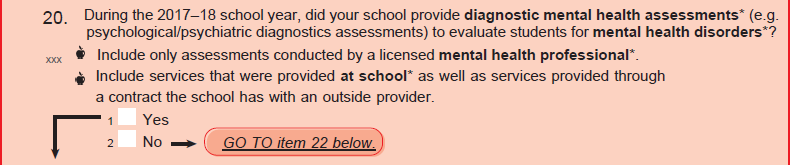 20. During the 2017–18 school year, did your school provide diagnostic mental health assessments* (e.g.
psychological/psychiatric diagnostics assessments) to evaluate students for mental health disorders*?
Include only assessments conducted by a licensed mental health professional*.
xxx
Include services that were provided at school* as well as services provided through
a contract the school has with an outside provider.
1 Yes
2 No GO TO item 22 below.